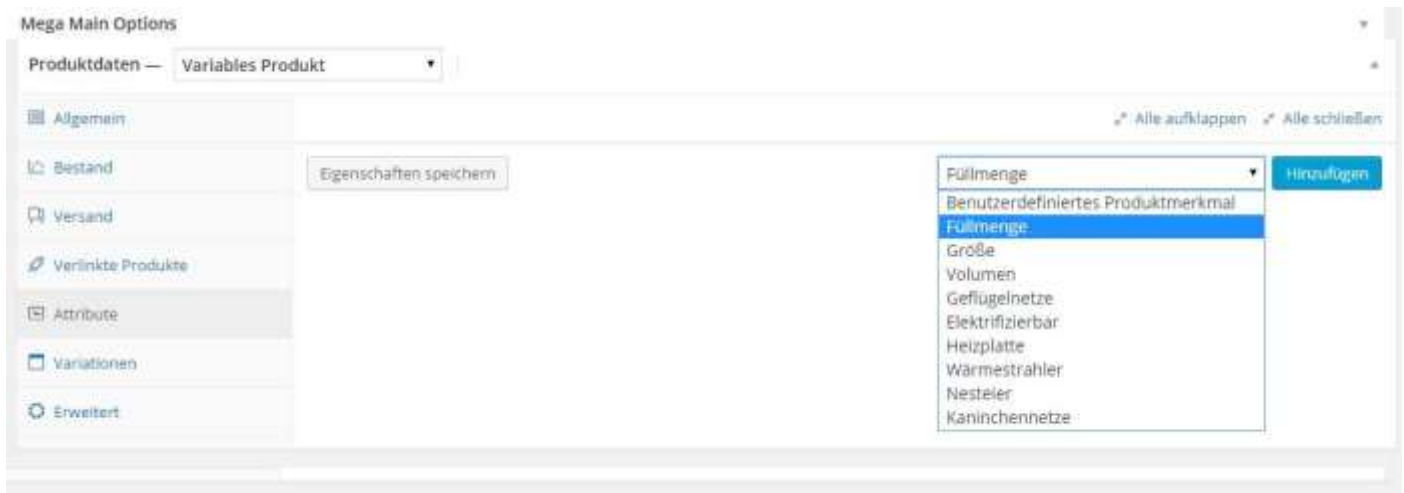 Mega Main Options
Produktdaten — Variables Produkt
Allgemein
Alle aufklappen Alle schließen
Bestand
Eigenschaften speichern
Füllmenge
Hinzufügen
Benutzerdefiniertes Produktmerkmal
Versand
Füllmenge
Größe
Verlinkte Produkte
Volumen
Geflügelnetze
Attribute
Elektrifizierbar
Heizplatte
Variationen
Wärmestrahler
Nesteier
Erweitert
Kaninchennetze